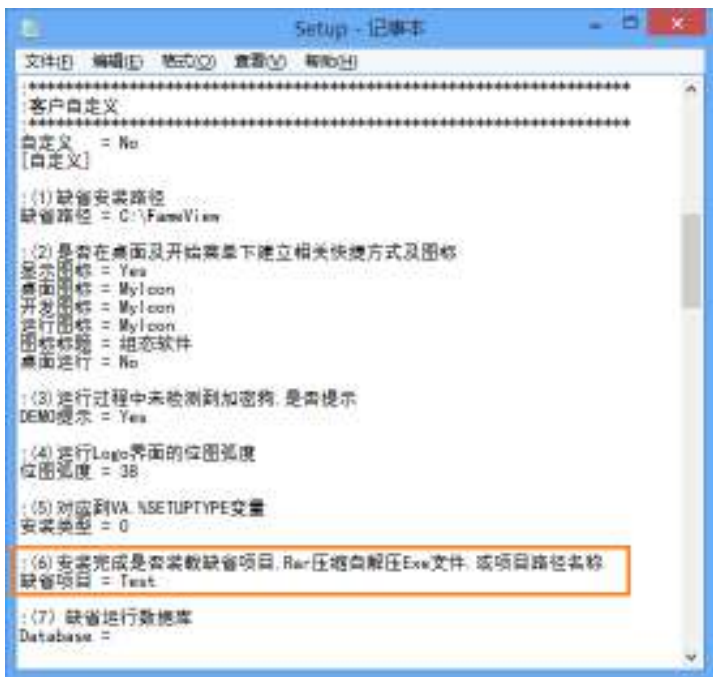 Setup - 记事本
文件(F) 编辑(E) 格式(O) 查看(V) 帮助(H)
;******************************************************************
;客户自定义
;******************************************************************
自定义 = No
[自定义]
;(1)缺省安装路径
缺省路径 = C:\FameView
;(2)是否在桌面及开始菜单下建立相关快捷方式及图标
显示图标 = Yes
桌面图标 = MyIcon
开发图标 = MyIcon
运行图标 = MyIcon
图标标题 = 组态软件
桌面运行 = No
;(3)运行过程中未检测到加密狗,是否提示
DEMO提示 = Yes
;(4)运行Logo界面的位图弧度
位图弧度 = 38
;(5)对应到VA.%SETUPTYPE变量
安装类型 = 0
;(6)安装完成是否装载缺省项目,Rar压缩自解压Exe文件,或项目路径名称
缺省项目 = Test
;(7) 缺省运行数据库
Database =